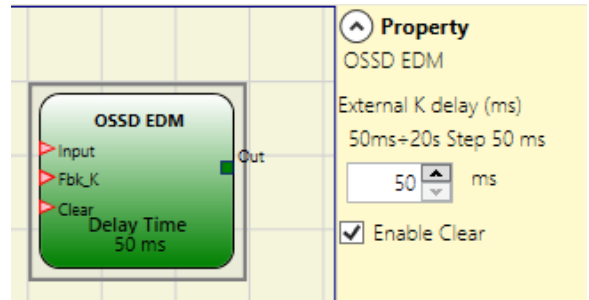 OSSD EDM
Input
Out
Fbk_K
Clear
Delay Time
50 ms
Property
OSSD EDM
External K delay (ms)
50ms÷20s Step 50 ms
50 ms
Enable Clear